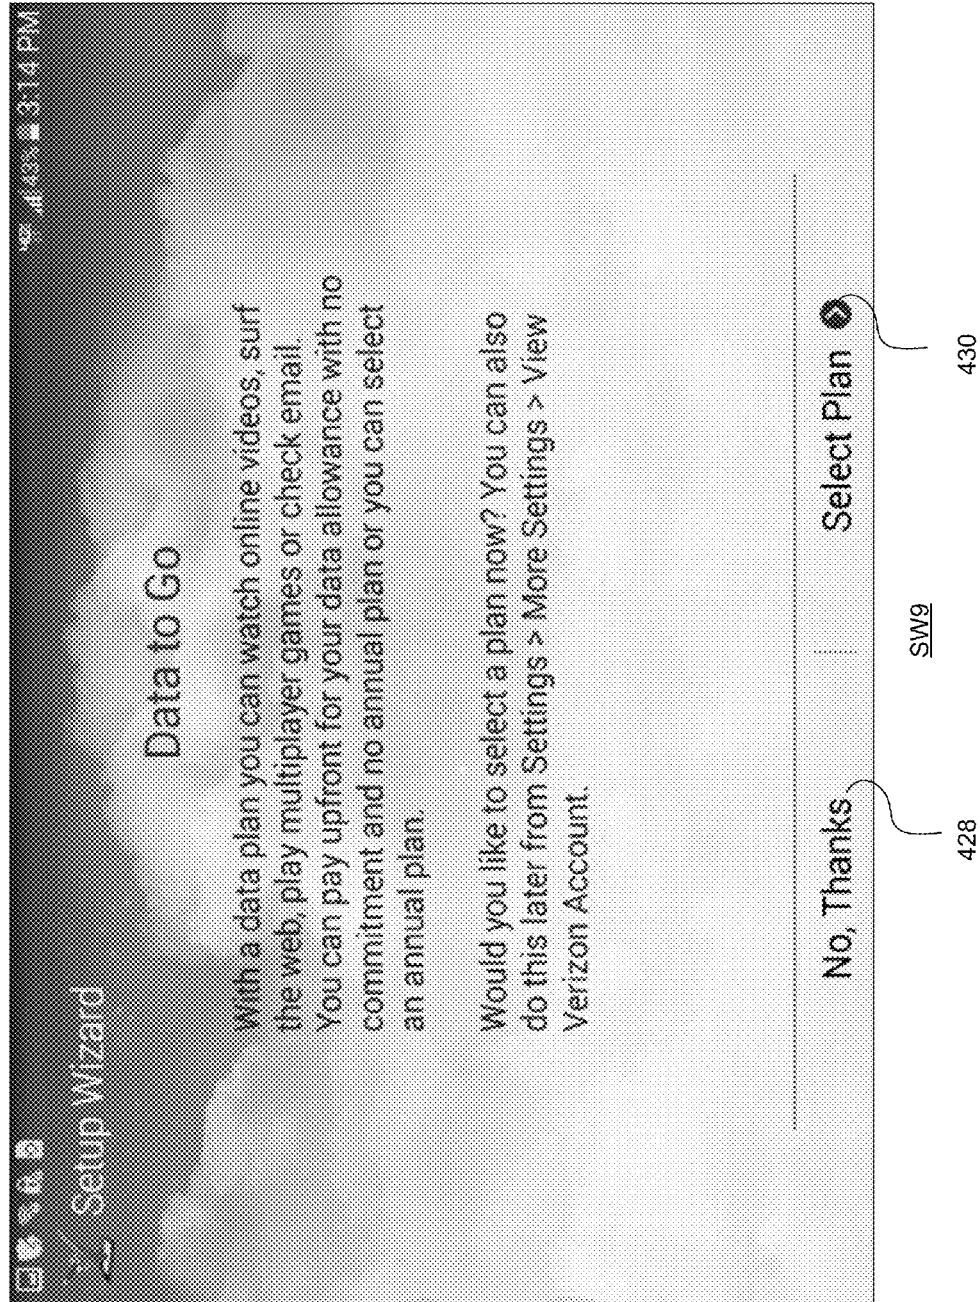 43% 3:14 PM
Setup Wizard
Data to Go
With a data plan you can watch online videos, surf
the web, play multiplayer games or check email.
You can pay upfront for your data allowance with no
commitment and no annual plan or you can select
an annual plan.
Would you like to select a plan now? You can also
do this later from Settings > More Settings > View
Verizon Account.
No, Thanks
Select Plan
428
430
SW9